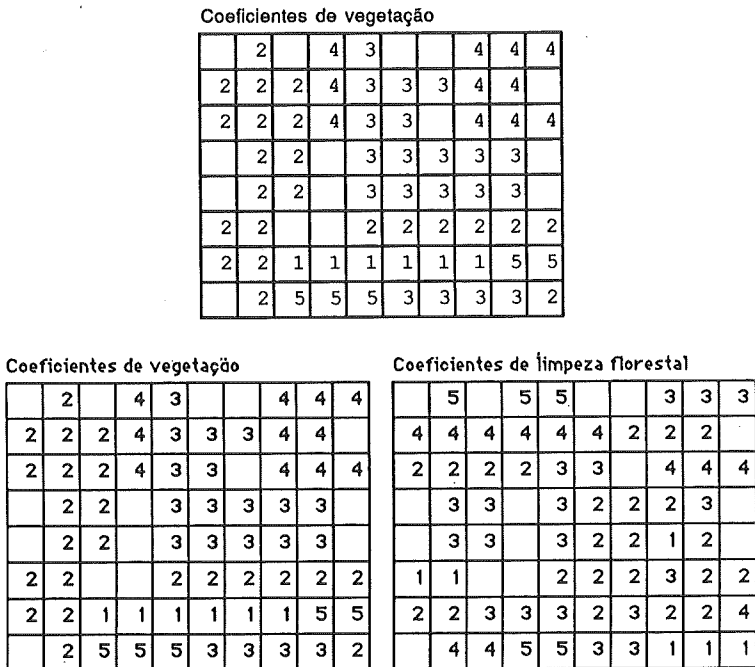 Coeficientes de vegetação
2 4 3 4 4 4
2 2 2 4 3 3 3 4 4
2 2 2 4 3 3 4 4 4
2 2 3 3 3 3 3
2 2 3 3 3 3 3
2 2 2 2 2 2 2 2
2 2 1 1 1 1 1 1 5 5
2 5 5 5 3 3 3 3 2
Coeficientes de vegetação
2 4 3 4 4 4
2 2 2 4 3 3 3 4 4
2 2 2 4 3 3 4 4 4
2 2 3 3 3 3 3
2 2 3 3 3 3 3
2 2 2 2 2 2 2 2
2 2 1 1 1 1 1 1 5 5
2 5 5 5 3 3 3 3 2
Coeficientes de limpeza florestal
5 5 5 3 3 3
4 4 4 4 4 4 2 2 2
2 2 2 2 3 3 4 4 4
3 3 3 2 2 2 3
3 3 3 2 2 1 2
1 1 2 2 2 3 2 2
2 2 3 3 3 2 3 2 2 4
4 4 5 5 3 3 1 1 1